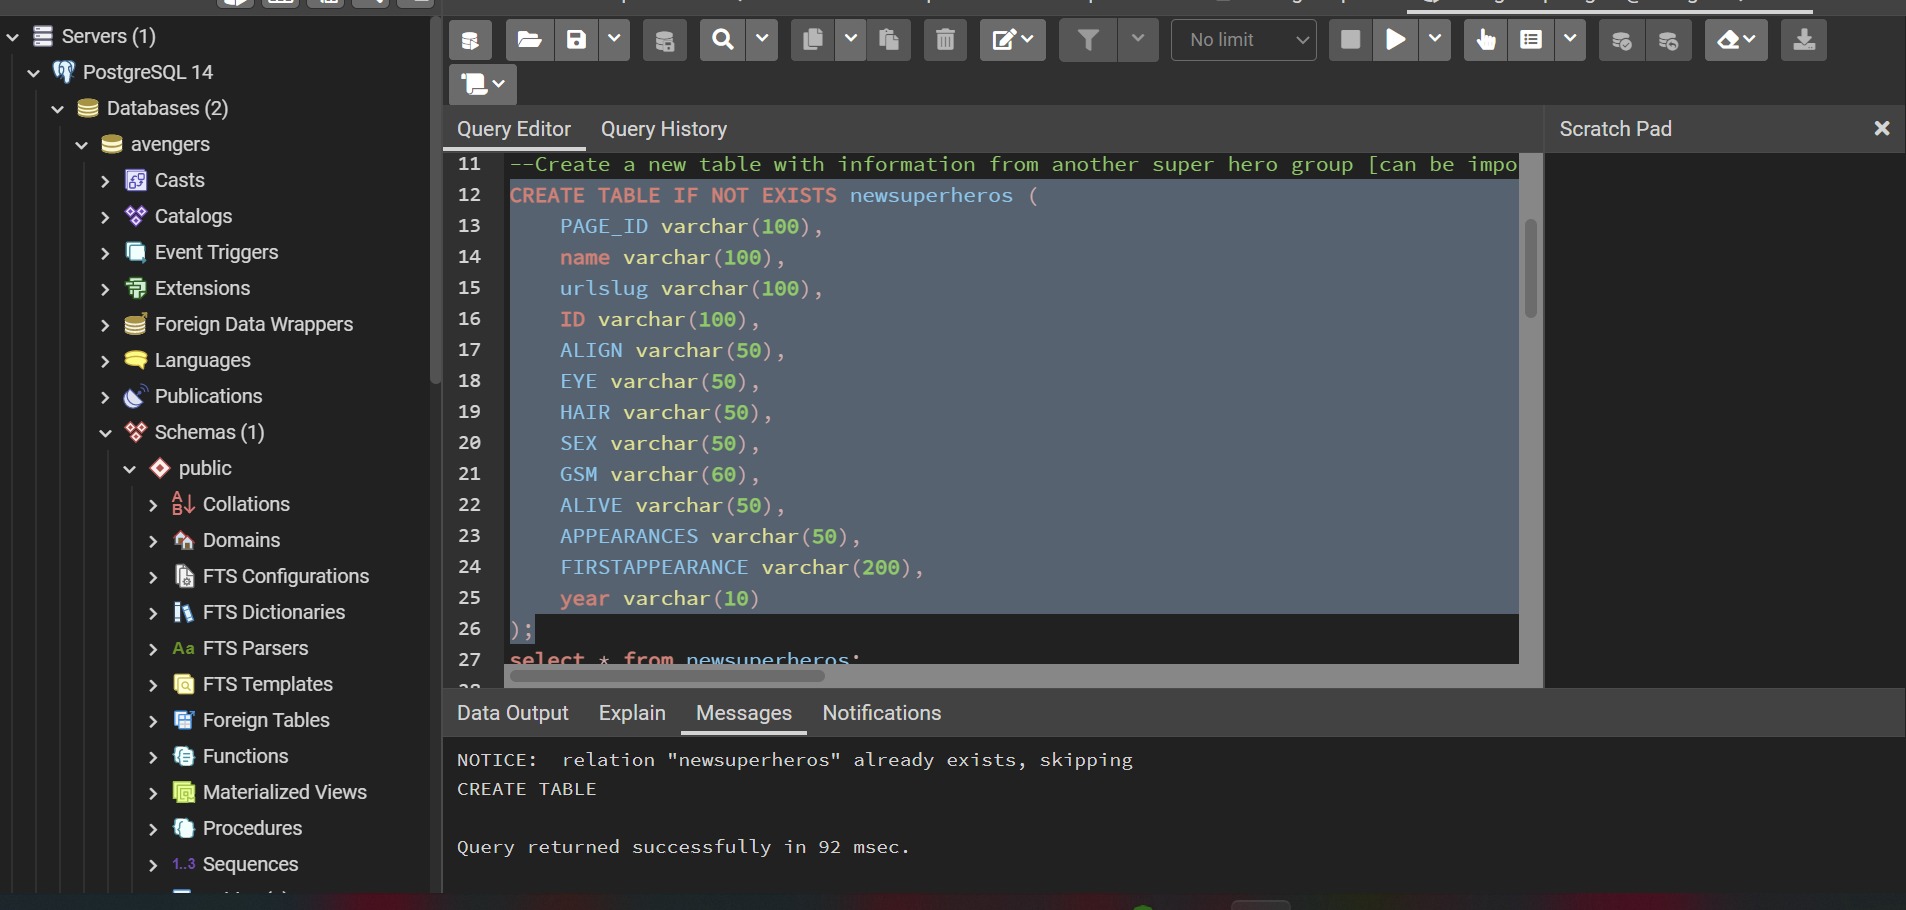 Servers (1)
PostgreSQL 14
Databases (2)
avengers
Casts
Catalogs
Event Triggers
Extensions
Foreign Data Wrappers
Languages
Publications
Schemas (1)
public
Collations
Domains
FTS Configurations
FTS Dictionaries
Aa FTS Parsers
FTS Templates
Foreign Tables
Functions
Materialized Views
Procedures
1..3 Sequences
No limit
Query Editor Query History
Scratch Pad
11 --Create a new table with information from another super hero group [can be impo
12 CREATE TABLE IF NOT EXISTS newsuperheros (
13 PAGE_ID varchar(100),
14 name varchar(100),
15 urlslug varchar(100),
16 ID varchar(100),
17 ALIGN varchar(50),
18 EYE varchar(50),
19 HAIR varchar(50),
20 SEX varchar(50),
21 GSM varchar(60),
22 ALIVE varchar(50),
23 APPEARANCES varchar(50),
24 FIRSTAPPEARANCE varchar(200),
25 year varchar(10)
26 );
27 select * from newsuperheros;
Data Output Explain Messages Notifications
NOTICE:  relation "newsuperheros" already exists, skipping
CREATE TABLE
Query returned successfully in 92 msec.